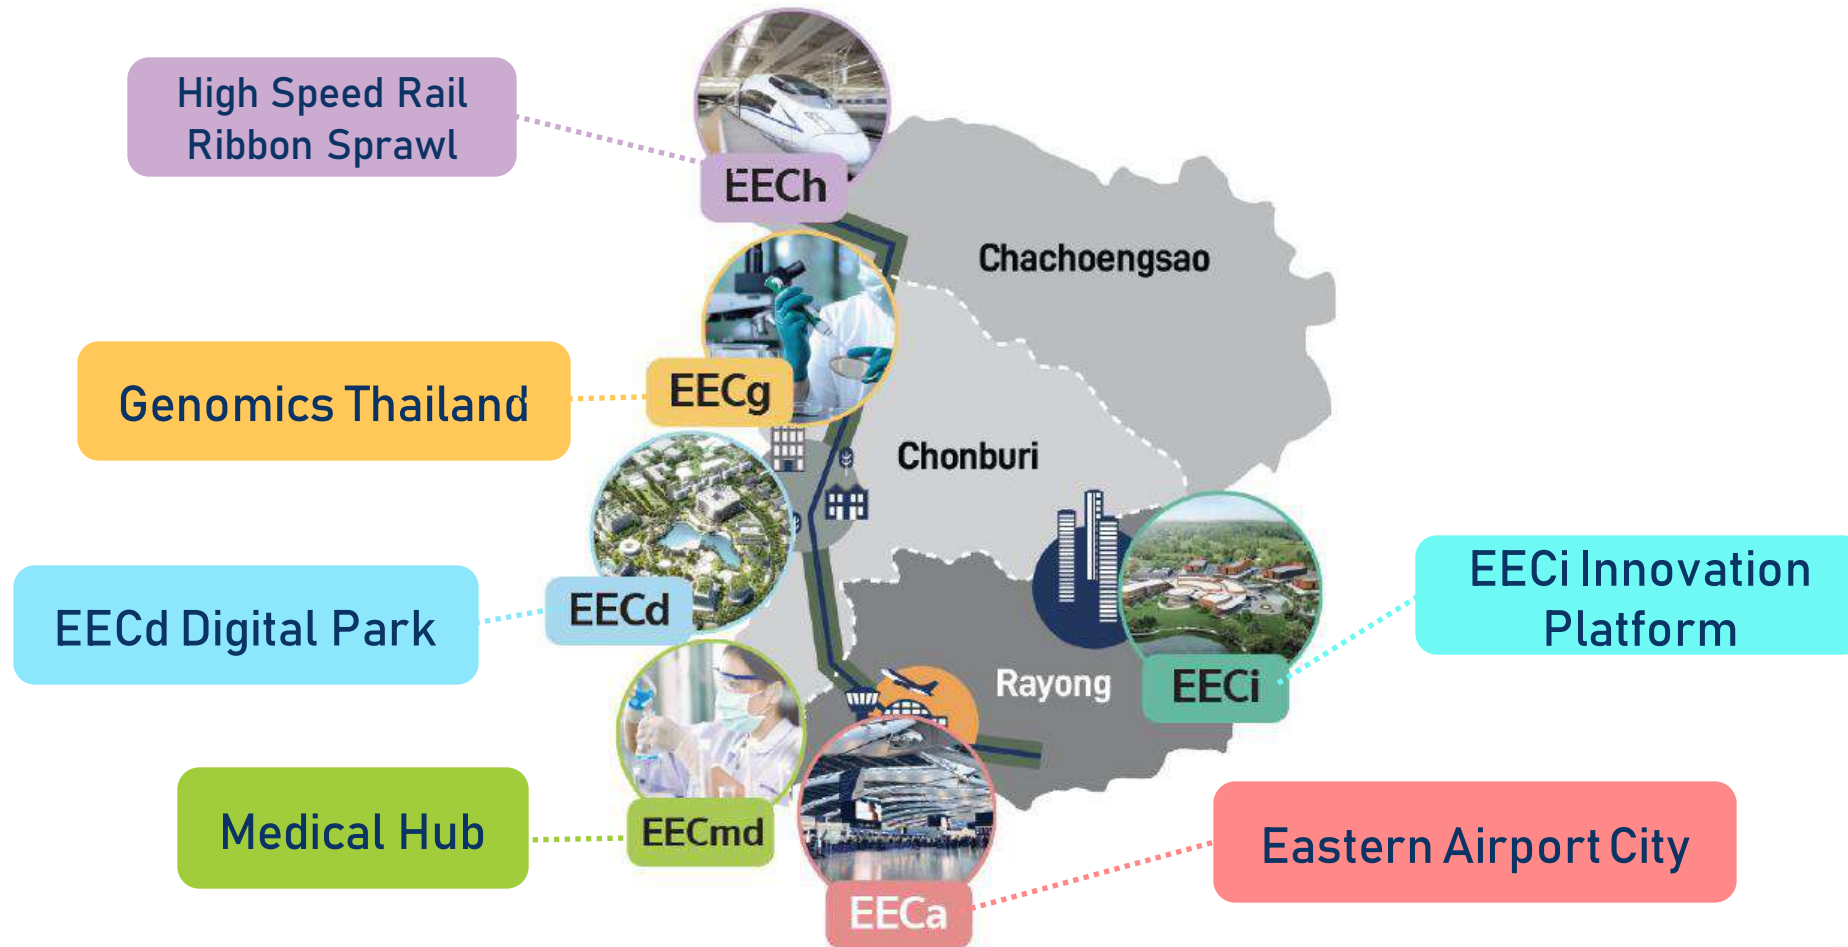 High Speed Rail
Ribbon Sprawl
EECh
Chachoengsao
Genomics Thailand
EECg
Chonburi
EECd Digital Park
EECd
EECi Innovation
Platform
Rayong
EECi
Medical Hub
EECmd
Eastern Airport City
EECa